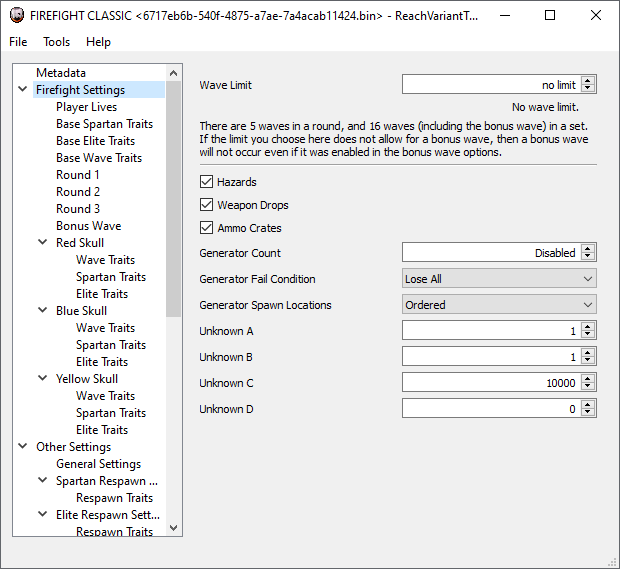 FIREFIGHT CLASSIC <6717eb6b-540f-4875-a7ae-7a4acab11424.bin> - ReachVariantT...
File Tools Help
Metadata
Firefight Settings
Player Lives
Base Spartan Traits
Base Elite Traits
Base Wave Traits
Round 1
Round 2
Round 3
Bonus Wave
Red Skull
Wave Traits
Spartan Traits
Elite Traits
Blue Skull
Wave Traits
Spartan Traits
Elite Traits
Yellow Skull
Wave Traits
Spartan Traits
Elite Traits
Other Settings
General Settings
Spartan Respawn ...
Respawn Traits
Elite Respawn Sett...
Respawn Traits
Wave Limit no limit
No wave limit.
There are 5 waves in a round, and 16 waves (including the bonus wave) in a set.
If the limit you choose here does not allow for a bonus wave, then a bonus wave
will not occur even if it was enabled in the bonus wave options.
Hazards
Weapon Drops
Ammo Crates
Generator Count Disabled
Generator Fail Condition Lose All
Generator Spawn Locations Ordered
Unknown A 1
Unknown B 1
Unknown C 10000
Unknown D 0